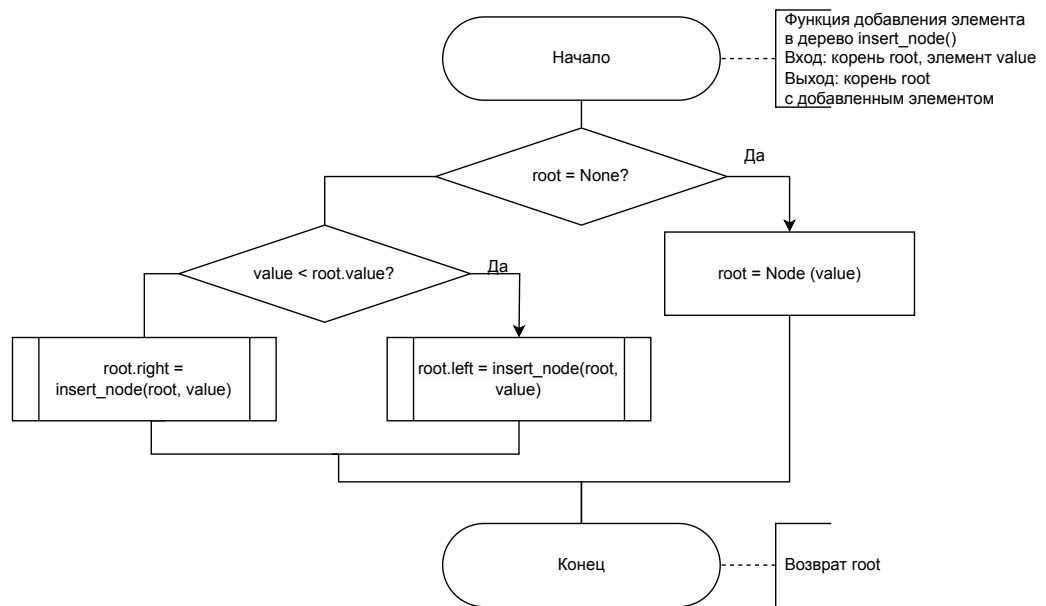 Начало
Функция добавления элемента
в дерево insert_node()
Вход: корень root, элемент value
Выход: корень root
с добавленным элементом
root = None?
Да
root = Node (value)
value < root.value?
Да
root.right =
insert_node(root, value)
root.left = insert_node(root,
value)
Конец
Возврат root